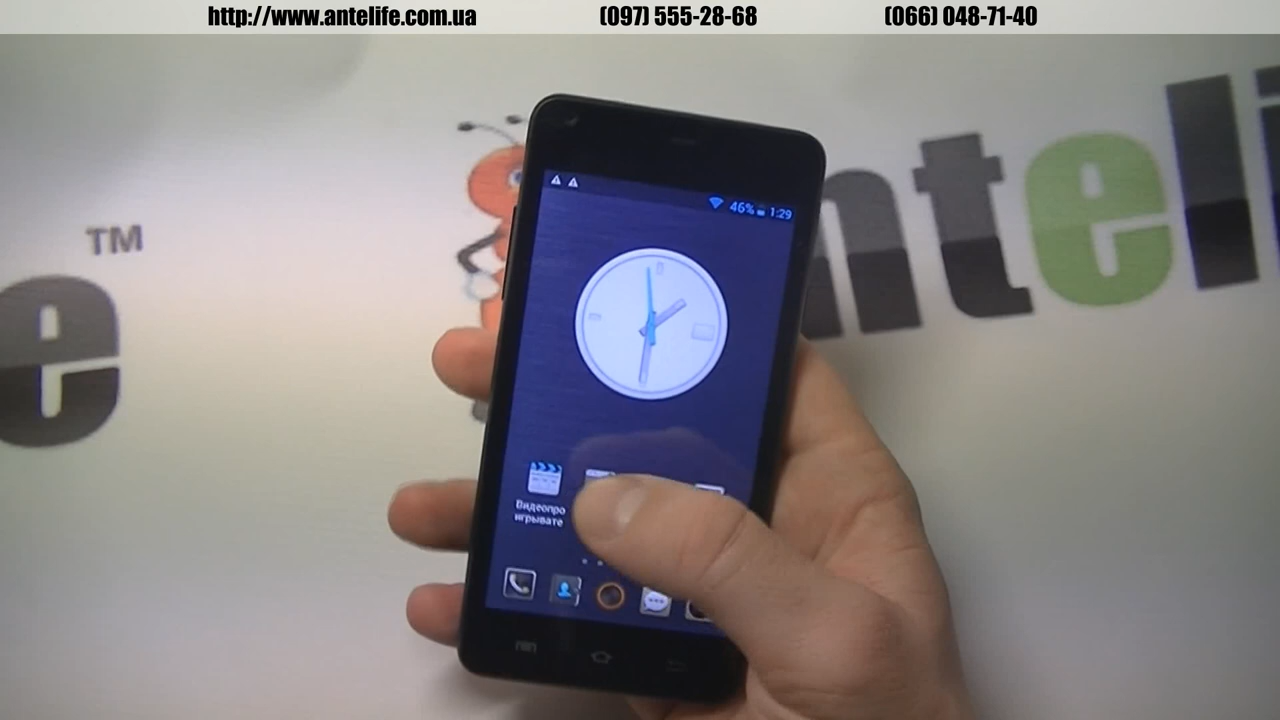 http://www.antelife.com.ua (097) 555-28-68 (066) 048-71-40
46% 1:29
TM
e
nteli
Видеопро
игрывате